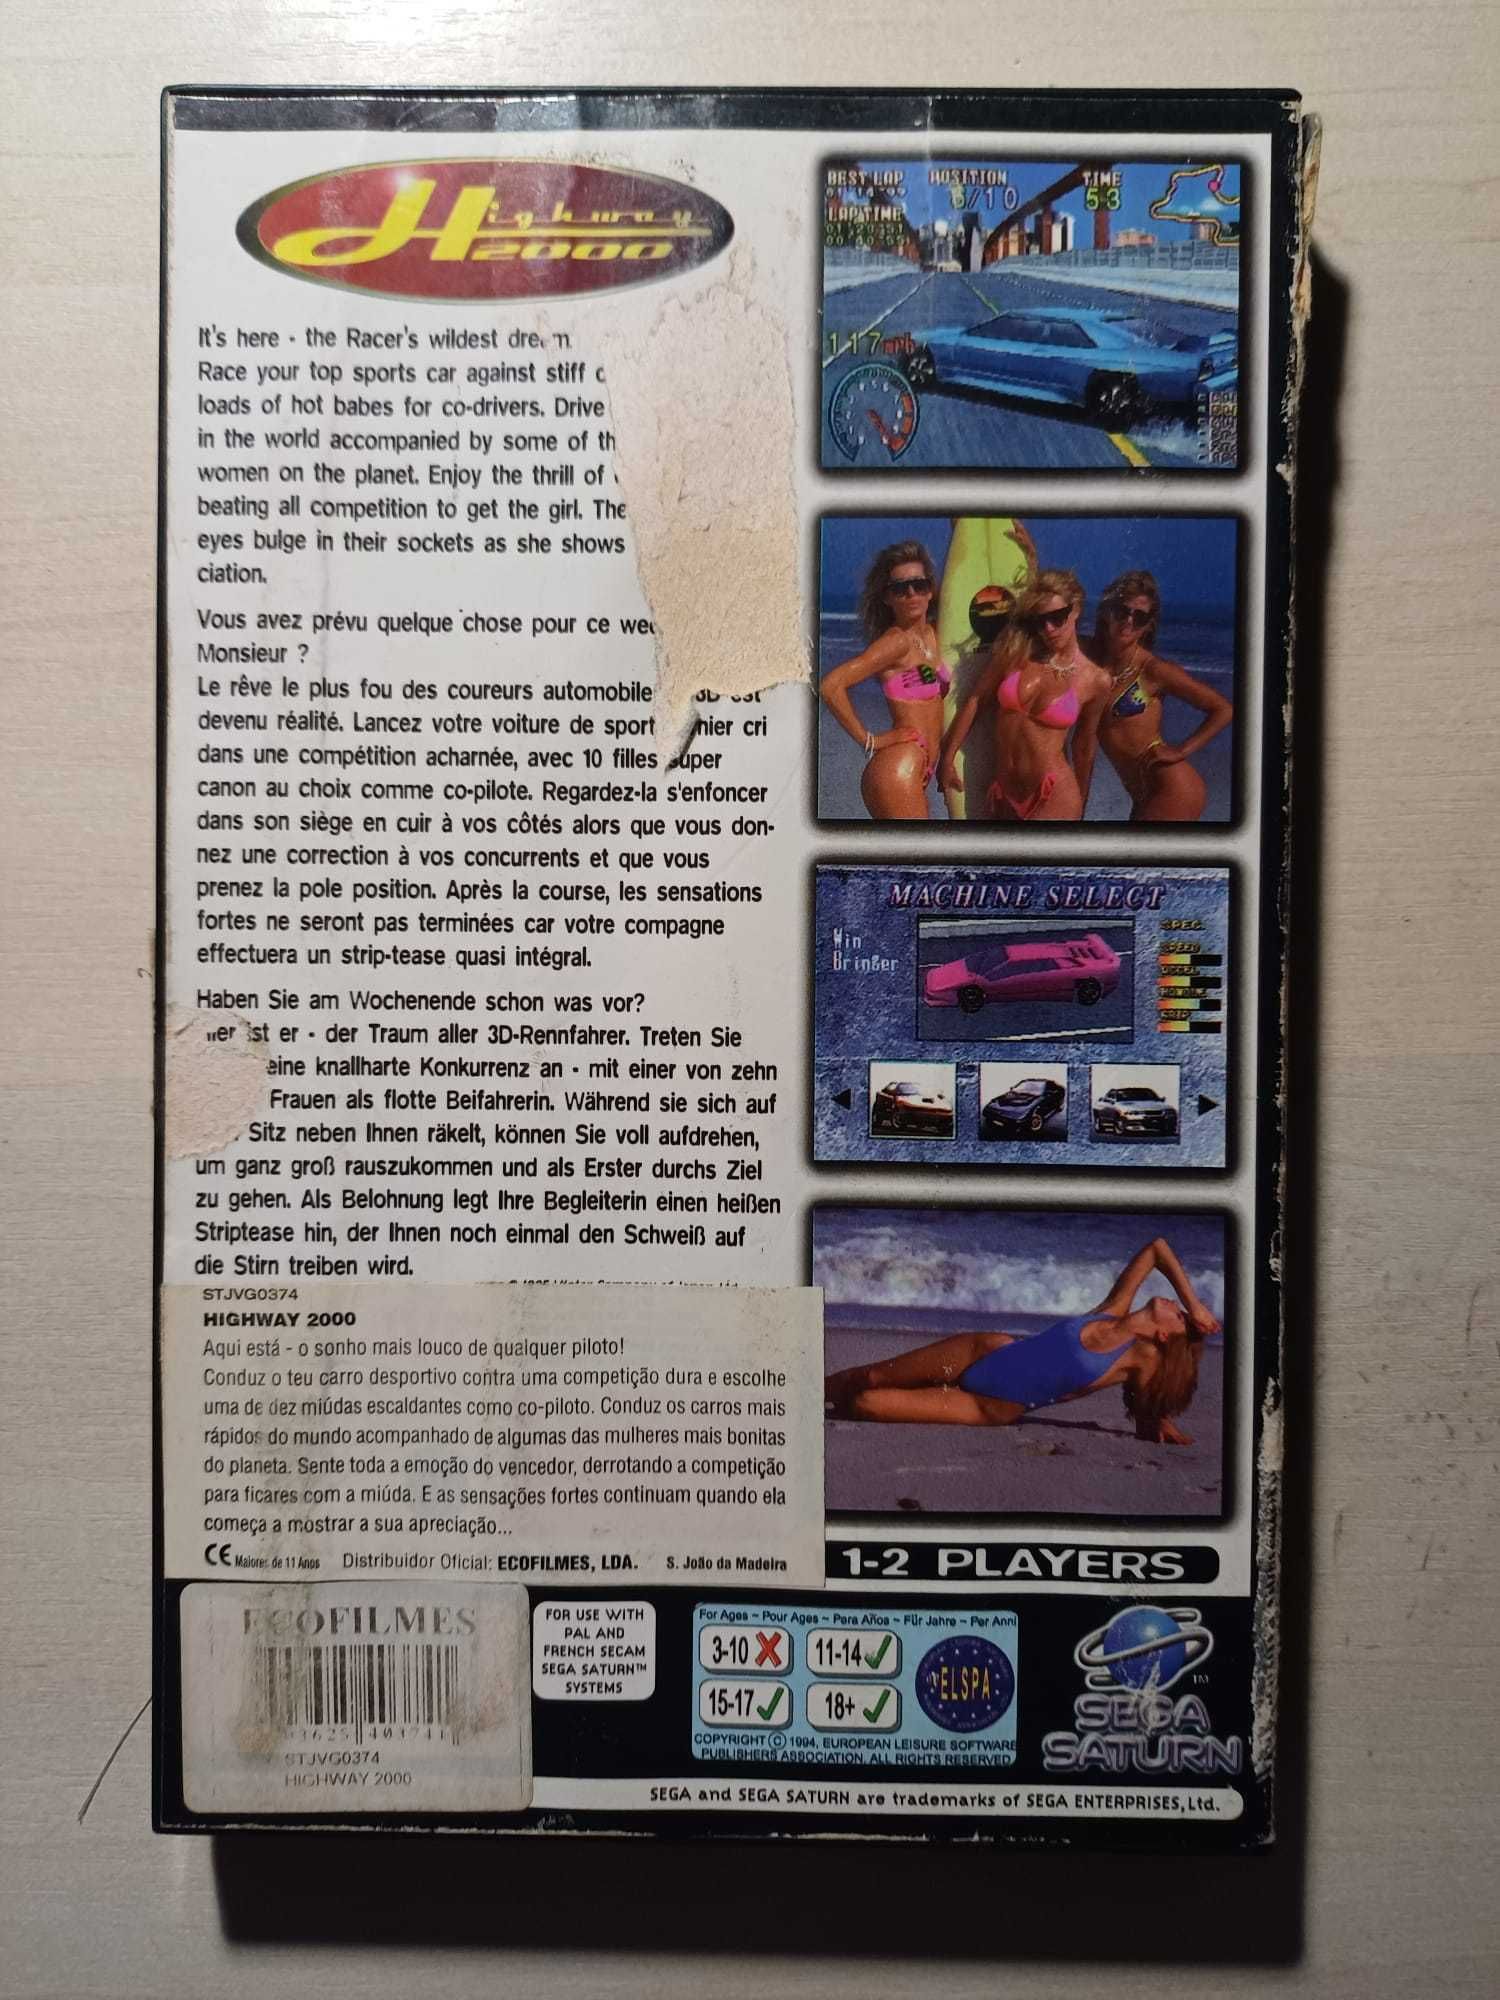 Highway
2000
It's here - the Racer's wildest
Race your top sports car against stiff
loads of hot babes for co-drivers. Drive
in the world accompanied by some of
women on the planet. Enjoy the thrill of
beating all competition to get the girl.
eyes bulge in their sockets as she shows
ciation.
Vous avez prévu quelque chose pour ce
Monsieur ?
Le rêve le plus fou des coureurs
devenu réalité. Lancez votre voiture de sport cri
dans une compétition acharnée, avec 10 filles super
canon au choix comme co-pilote. Regardez-la s'enfoncer
dans son siège en cuir à vos côtés alors que vous don-
nez une correction à vos concurrents et que vous
prenez la pole position. Après la course, les sensations
fortes ne seront pas terminées car votre compagne
effectuera un strip-tease quasi intégral.
Haben Sie am Wochenende schon was vor?
er - der Traum aller 3D-Rennfahrer. Treten Sie
eine knallharte Konkurrenz an - mit einer von zehn
Frauen als flotte Beifahrerin. Während sie sich auf
Sitz neben Ihnen räkelt, können Sie voll aufdrehen,
um ganz groß rauszukommen und als Erster durchs Ziel
zu gehen. Als Belohnung legt Ihre Begleiterin einen heißen
Striptease hin, der Ihnen noch einmal den Schweiß auf
die Stirn treiben wird.
STJVG0374
HIGHWAY 2000
Aqui está - o sonho mais louco de qualquer piloto!
Conduz o teu carro desportivo contra uma competição dura e escolhe
uma de dez miúdas escaldantes como co-piloto. Conduz os carros mais
rápidos do mundo acompanhado de algumas das mulheres mais bonitas
do planeta. Sente toda a emoção do vencedor, derrotando a competição
para ficares com a miúda. E as sensações fortes continuam quando ela
começa a mostrar a sua apreciação...
CE Maiores de 11 Anos Distribuidor Oficial: ECOFILMES, LDA. S. João da Madeira
BEST LAP POSITION TIME
/10 53
LAP TIME
117 mph
MACHINE SELECT
Win
Bringer
SPEC.
SPEED
ACCEL
HANDLE
GRIP
1-2 PLAYERS
ECOFILMES
STJVG0374
HIGHWAY 2000
FOR USE WITH
PAL AND
FRENCH SECAM
SEGA SATURN™
SYSTEMS
For Ages ~ Pour Ages ~ Para Años ~ Für Jahre ~ Per Anni
3-10 11-14
15-17 18+
ELSPA
COPYRIGHT © 1994, EUROPEAN LEISURE SOFTWARE
PUBLISHERS ASSOCIATION. ALL RIGHTS RESERVED
SEGA
SATURN
TM
SEGA and SEGA SATURN are trademarks of SEGA ENTERPRISES, Ltd.